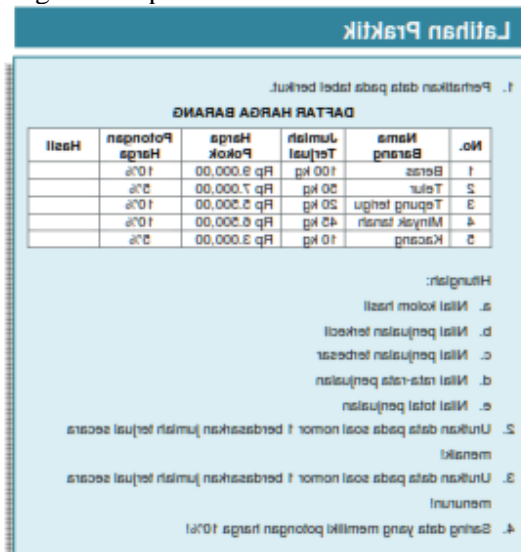 Latihan Praktik
1. Perhatikan data pada tabel berikut.
DAFTAR HARGA BARANG
No. Nama Barang Jumlah Terjual Harga Pokok Potongan Harga Hasil
1 Beras 100 kg Rp 9.000,00 10%
2 Telur 50 kg Rp 7.000,00 5%
3 Tepung terigu 20 kg Rp 5.500,00 10%
4 Minyak tanah 45 kg Rp 6.500,00 10%
5 Kacang 10 kg Rp 3.000,00 5%
Hitunglah:
a. Nilai kolom hasil
b. Nilai penjualan terkecil
c. Nilai penjualan terbesar
d. Nilai rata-rata penjualan
e. Nilai total penjualan
2. Urutkan data pada soal nomor 1 berdasarkan jumlah terjual secara
menaik!
3. Urutkan data pada soal nomor 1 berdasarkan jumlah terjual secara
menurun!
4. Saring data yang memiliki potongan harga 10%!